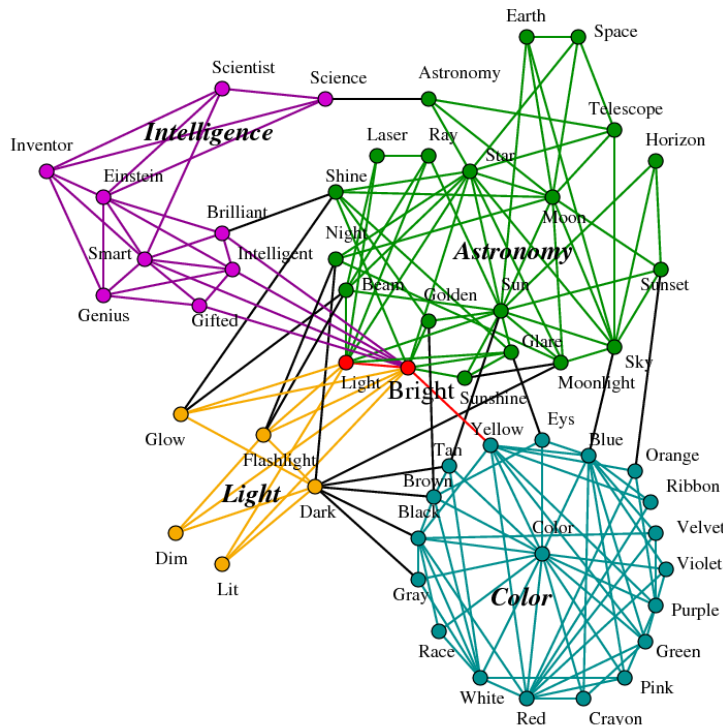 Earth
Space
Scientist
Science
Astronomy
Telescope
Intelligence
Laser
Ray
Horizon
Inventor
Star
Einstein
Shine
Brilliant
Moon
Night
Smart
Intelligent
Astronomy
Beam
Golden
Sun
Sunset
Genius
Gifted
Glare
Sky
Light
Bright
Sunshine
Moonlight
Glow
Yellow
Eys
Blue
Flashlight
Tan
Orange
Light
Brown
Ribbon
Dark
Black
Color
Velvet
Dim
Violet
Lit
Gray
Color
Purple
Race
Green
White
Pink
Red
Crayon